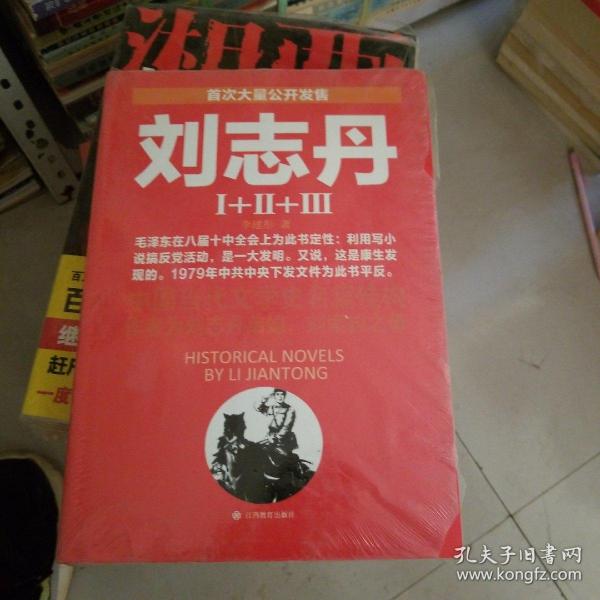 首次大量公开发售
刘志丹
I+II+III
李建彤 著
毛泽东在八届十中全会上为此书定性：利用写小
说搞反党活动，是一大发明。又说，这是康生发
现的。1979年中共中央下发文件为此书平反。
HISTORICAL NOVELS
BY LI JIANTONG
江西教育出版社
百
继
赶
一度
孔夫子旧书网
www.kongfz.com